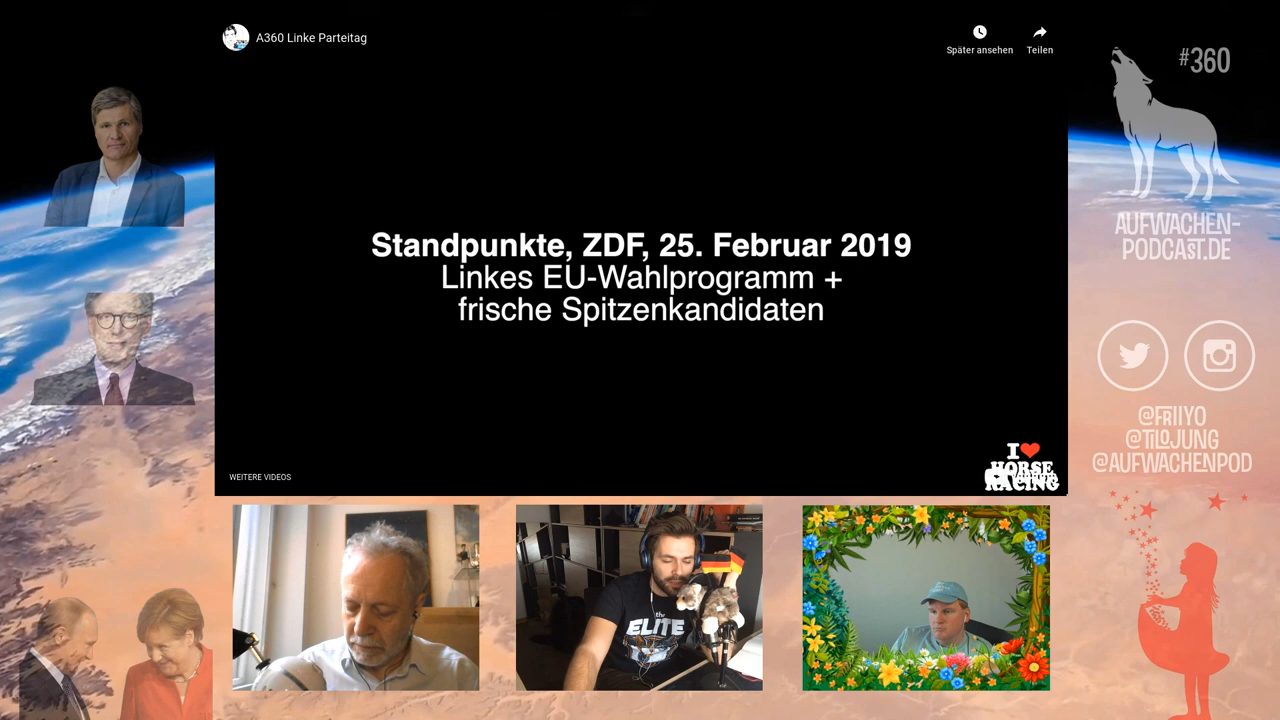 A360 Linke Parteitag
Später ansehen
Teilen
#360
AUFWACHEN-
PODCAST.DE
Standpunkte, ZDF, 25. Februar 2019
Linkes EU-Wahlprogramm +
frische Spitzenkandidaten
@FRIIYO
@TILOJUNG
@AUFWACHENPOD
I
HORSE
RACING
WEITERE VIDEOS
the
ELITE